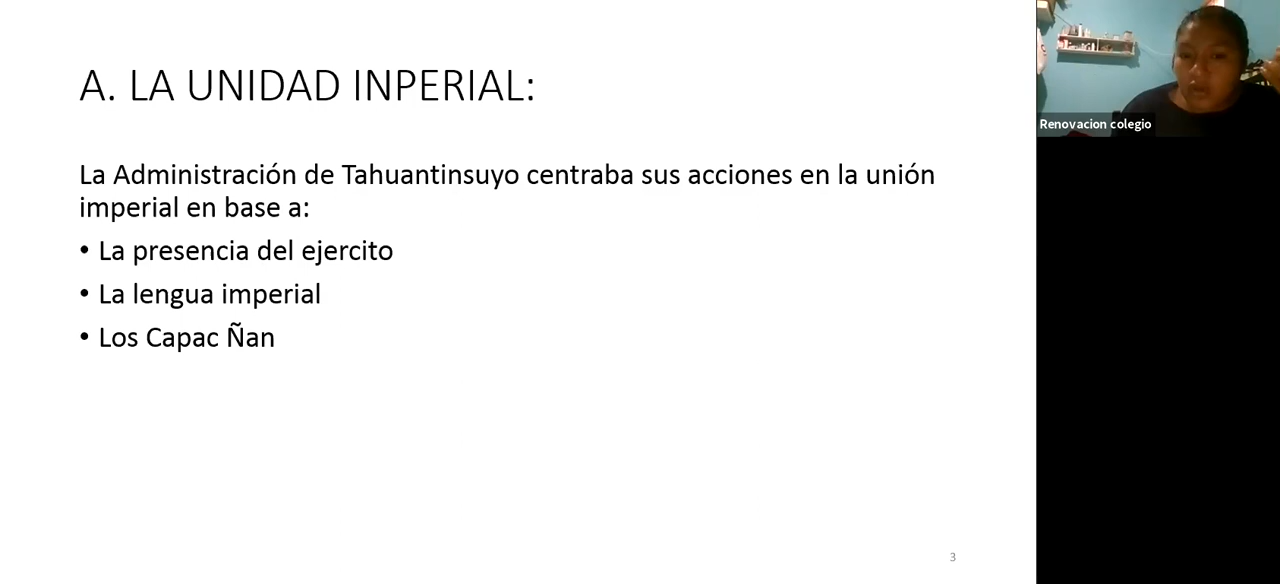 A. LA UNIDAD INPERIAL:
La Administración de Tahuantinsuyo centraba sus acciones en la unión
imperial en base a:
• La presencia del ejercito
• La lengua imperial
• Los Capac Ñan
3
Renovacion colegio